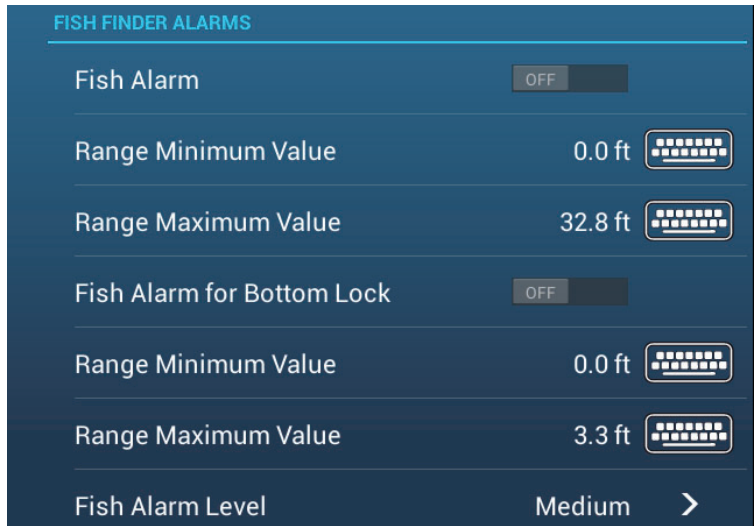 FISH FINDER ALARMS
Fish Alarm OFF
Range Minimum Value 0.0 ft
Range Maximum Value 32.8 ft
Fish Alarm for Bottom Lock OFF
Range Minimum Value 0.0 ft
Range Maximum Value 3.3 ft
Fish Alarm Level Medium